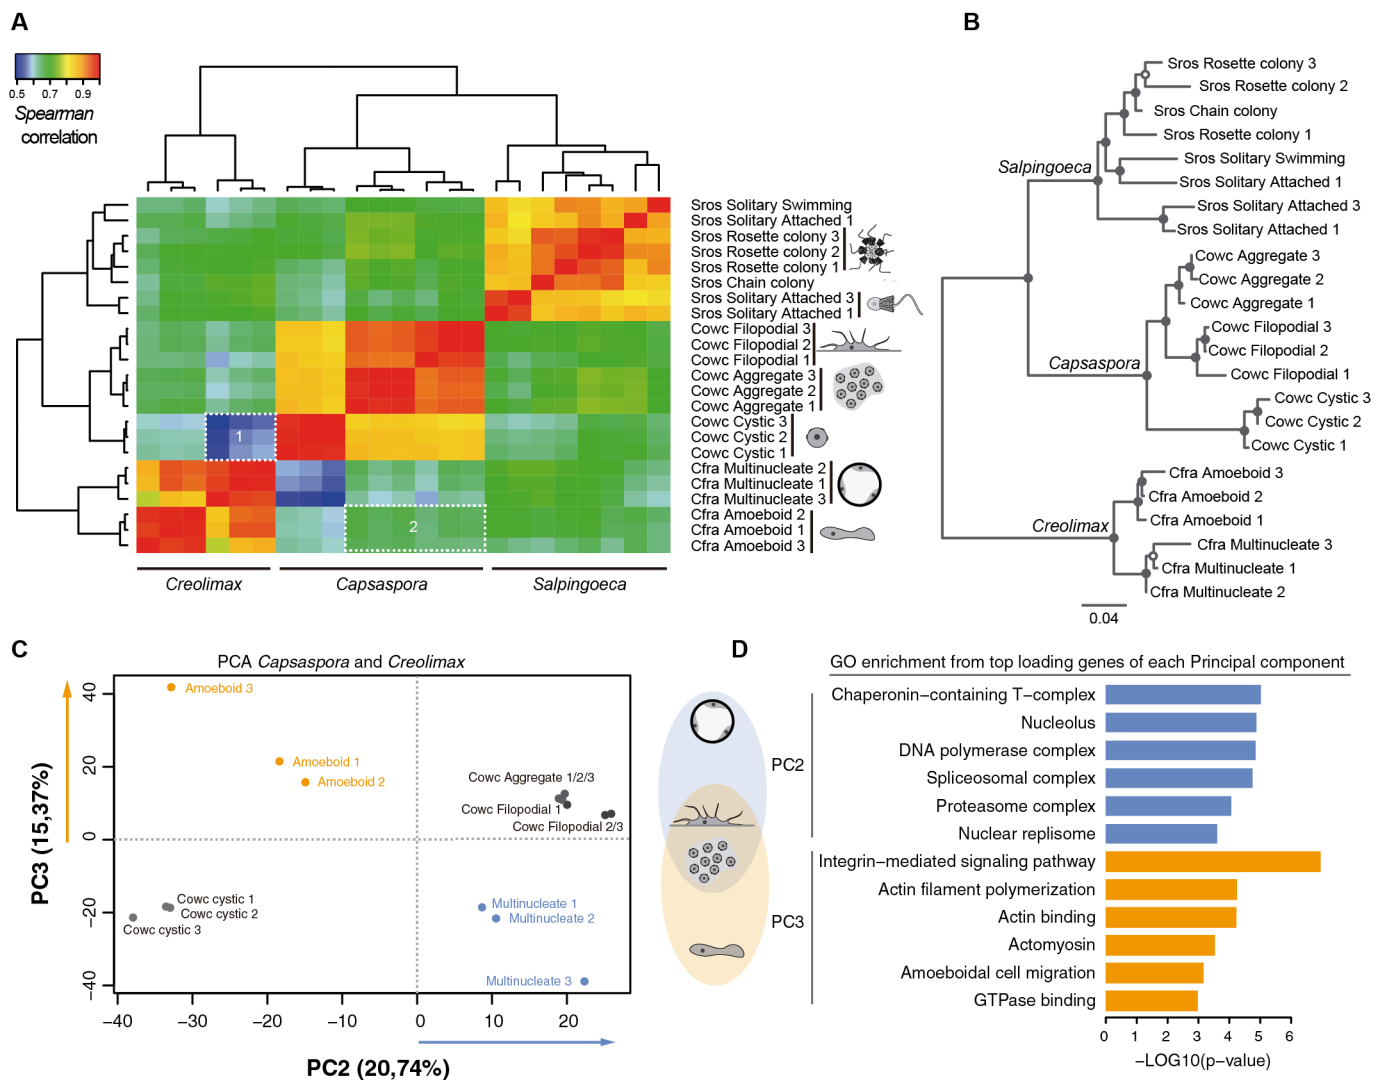 A
0.5
0.7
0.9
Spearman
correlation
1
2
Sros Solitary Swimming
Sros Solitary Attached 1
Sros Rosette colony 3
Sros Rosette colony 2
Sros Rosette colony 1
Sros Chain colony
Sros Solitary Attached 3
Sros Solitary Attached 1
Cowc Filopodial 3
Cowc Filopodial 2
Cowc Filopodial 1
Cowc Aggregate 3
Cowc Aggregate 2
Cowc Aggregate 1
Cowc Cystic 3
Cowc Cystic 2
Cowc Cystic 1
Cfra Multinucleate 2
Cfra Multinucleate 1
Cfra Multinucleate 3
Cfra Amoeboid 2
Cfra Amoeboid 1
Cfra Amoeboid 3
Creolimax
Capsaspora
Salpingoeca
B
Sros Rosette colony 3
Sros Rosette colony 2
Sros Chain colony
Sros Rosette colony 1
Sros Solitary Swimming
Salpingoeca
Sros Solitary Attached 1
Sros Solitary Attached 3
Sros Solitary Attached 1
Cowc Aggregate 3
Cowc Aggregate 2
Cowc Aggregate 1
Cowc Filopodial 3
Cowc Filopodial 2
Capsaspora
Cowc Filopodial 1
Cowc Cystic 3
Cowc Cystic 2
Cowc Cystic 1
Cfra Amoeboid 3
Cfra Amoeboid 2
Cfra Amoeboid 1
Creolimax
Cfra Multinucleate 3
Cfra Multinucleate 1
Cfra Multinucleate 2
0.04
C
PCA Capsaspora and Creolimax
PC3 (15,37%)
40
20
0
−20
−40
Amoeboid 3
Amoeboid 1
Amoeboid 2
Cowc Aggregate 1/2/3
Cowc Filopodial 1
Cowc Filopodial 2/3
Cowc cystic 1
Cowc cystic 2
Cowc cystic 3
Multinucleate 1
Multinucleate 2
Multinucleate 3
−40
−30
−20
−10
0
10
20
PC2 (20,74%)
D
GO enrichment from top loading genes of each Principal component
PC2
Chaperonin−containing T−complex
Nucleolus
DNA polymerase complex
Spliceosomal complex
Proteasome complex
Nuclear replisome
PC3
Integrin−mediated signaling pathway
Actin filament polymerization
Actin binding
Actomyosin
Amoeboidal cell migration
GTPase binding
0
1
2
3
4
5
6
−LOG10(p−value)